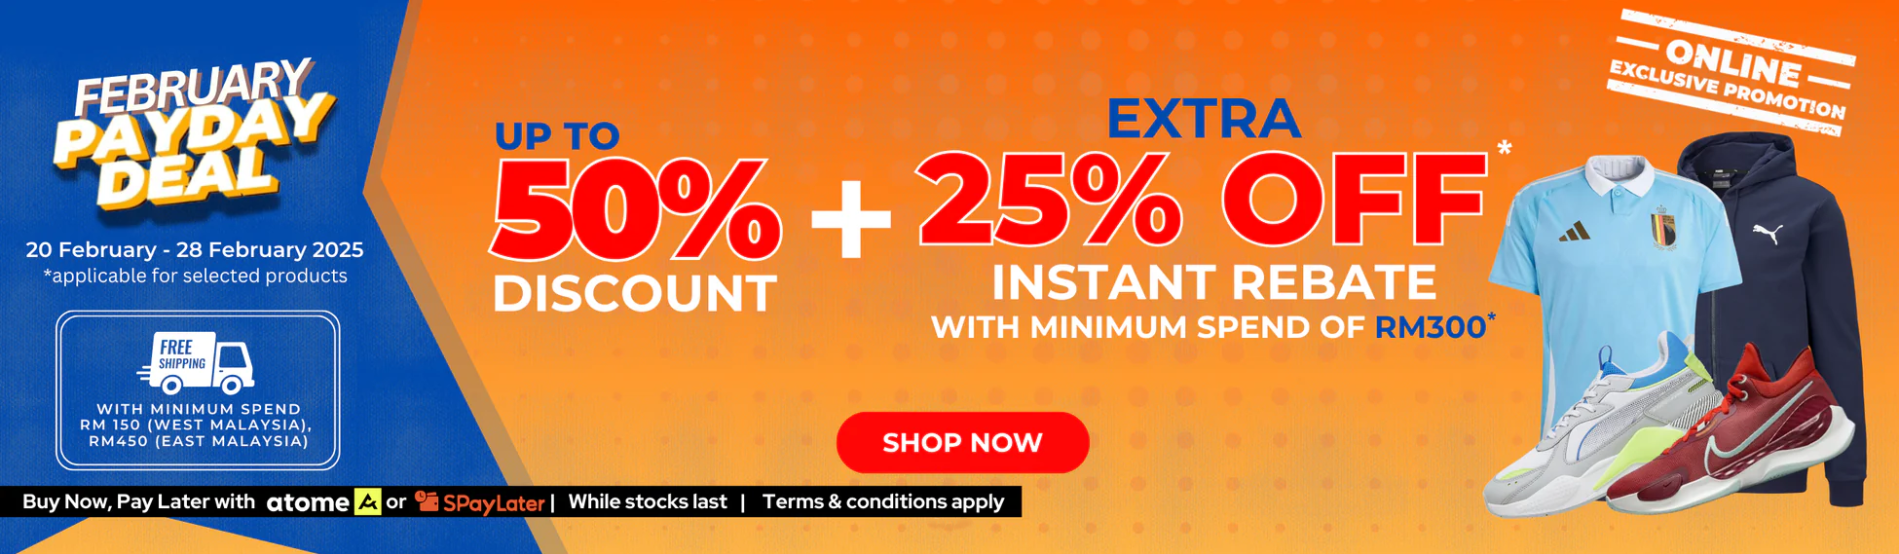 FEBRUARY
PAYDAY
DEAL
20 February - 28 February 2025
*applicable for selected products
FREE
SHIPPING
WITH MINIMUM SPEND
RM 150 (WEST MALAYSIA),
RM450 (EAST MALAYSIA)
UP TO
50%
DISCOUNT
+
EXTRA
25% OFF*
INSTANT REBATE
WITH MINIMUM SPEND OF RM300*
SHOP NOW
ONLINE
EXCLUSIVE PROMOTION
Buy Now, Pay Later with atome or SPayLater | While stocks last | Terms & conditions apply